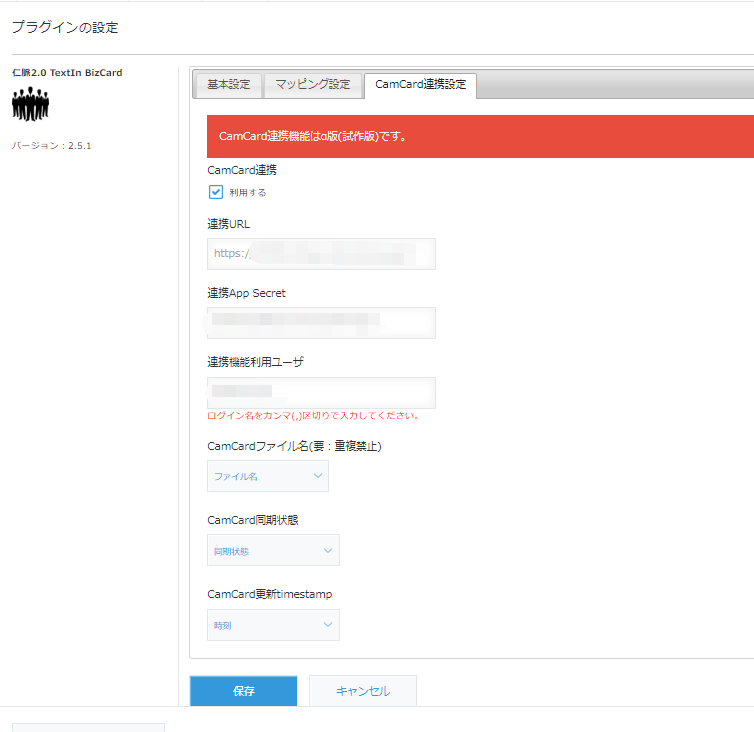 プラグインの設定
仁脈2.0 TextIn BizCard
バージョン：2.5.1
基本設定
マッピング設定
CamCard連携設定
CamCard連携機能はα版(試作版)です。
CamCard連携
利用する
連携URL
https:/
連携App Secret
連携機能利用ユーザ
ログイン名をカンマ(,)区切りで入力してください。
CamCardファイル名(要：重複禁止)
ファイル名
CamCard同期状態
同期状態
CamCard更新timestamp
時刻
保存
キャンセル